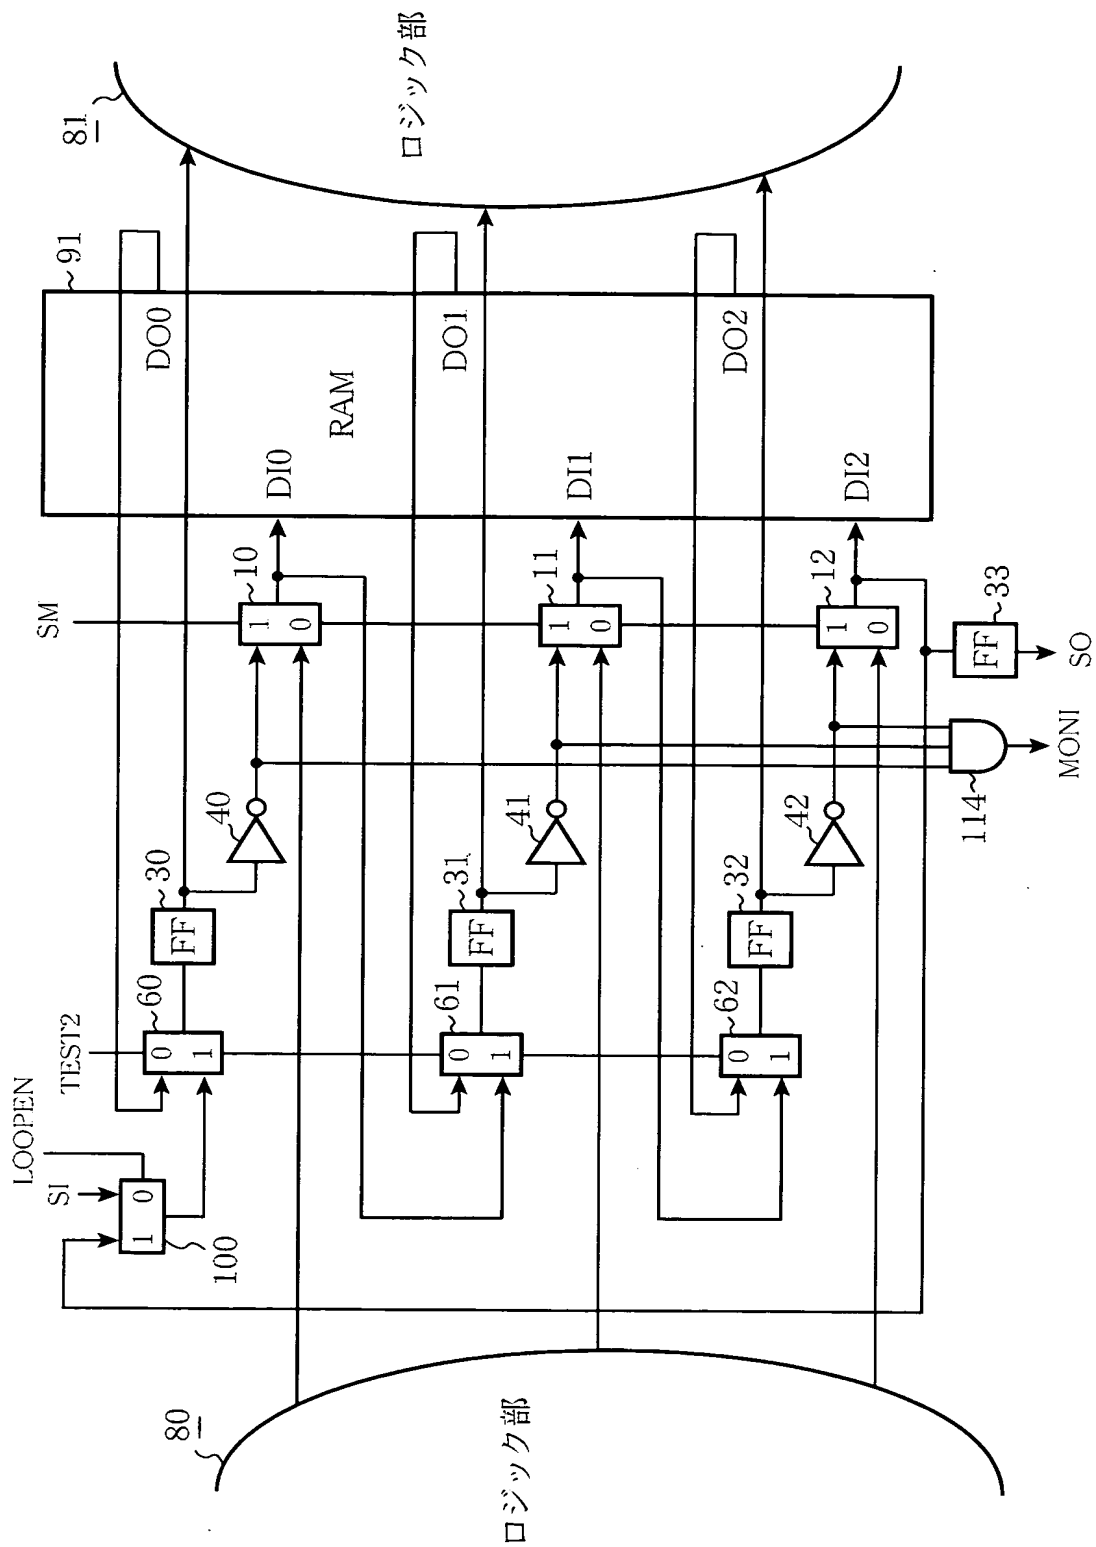 80
ロジック部
LOOPEN
SI
1 0
100
TEST2
60
0 1
FF
30
40
SM
10
1 0
DI0
DO0
61
0 1
FF
31
41
11
1 0
DI1
DO1
62
0 1
FF
32
42
12
1 0
DI2
DO2
RAM
91
114
MONI
FF
33
SO
81
ロジック部